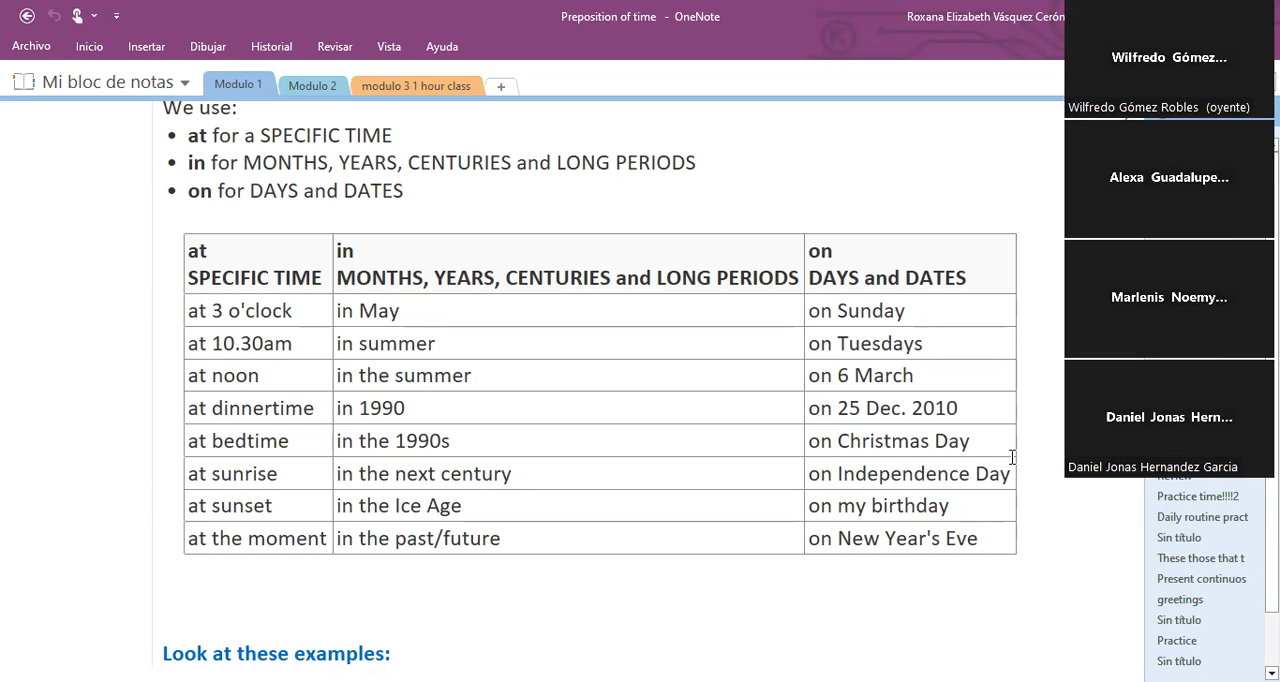 Preposition of time - OneNote
Roxana Elizabeth Vásquez Cerón
Archivo Inicio Insertar Dibujar Historial Revisar Vista Ayuda
Mi bloc de notas Modulo 1 Modulo 2 modulo 3 1 hour class +
We use:
• at for a SPECIFIC TIME
• in for MONTHS, YEARS, CENTURIES and LONG PERIODS
• on for DAYS and DATES
at in on
SPECIFIC TIME MONTHS, YEARS, CENTURIES and LONG PERIODS DAYS and DATES
at 3 o'clock in May on Sunday
at 10.30am in summer on Tuesdays
at noon in the summer on 6 March
at dinnertime in 1990 on 25 Dec. 2010
at bedtime in the 1990s on Christmas Day
at sunrise in the next century on Independence Day
at sunset in the Ice Age on my birthday
at the moment in the past/future on New Year's Eve
Look at these examples:
Wilfredo Gómez...
Wilfredo Gómez Robles (oyente)
Alexa Guadalupe...
Marlenis Noemy...
Daniel Jonas Hern...
Daniel Jonas Hernandez Garcia
Review
Practice time!!!!2
Daily routine pract
Sin título
These those that t
Present continuos
greetings
Sin título
Practice
Sin título